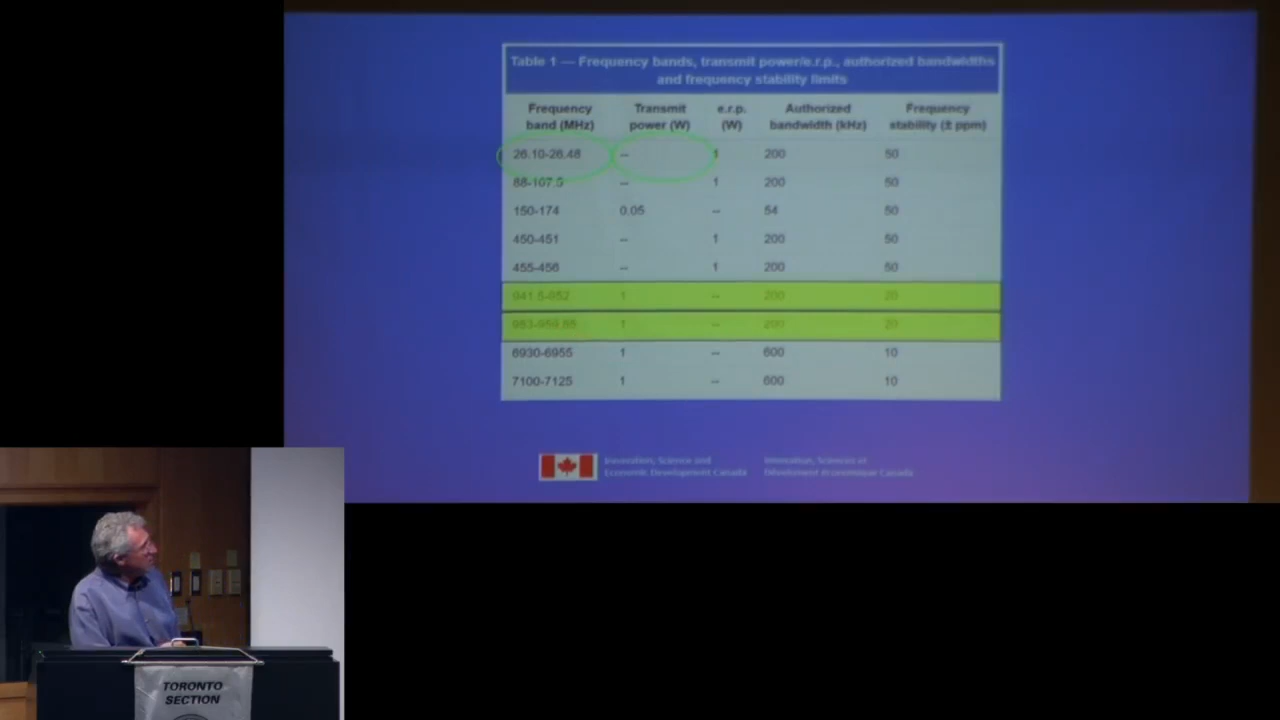 Table 1 — Frequency bands, transmit power/e.r.p., authorized bandwidths
and frequency stability limits
Frequency band (MHz) Transmit power (W) e.r.p. (W) Authorized bandwidth (kHz) Frequency stability (± ppm)
26.10-26.48 -- 1 200 50
88-107.5 -- 1 200 50
150-174 0.05 -- 54 50
450-451 -- 1 200 50
455-456 -- 1 200 50
941.5-952 1 -- 200 20
953-959.85 1 -- 200 20
6930-6955 1 -- 600 10
7100-7125 1 -- 600 10
Innovation, Science and
Economic Development Canada
Innovation, Sciences et
Développement économique Canada
TORONTO
SECTION